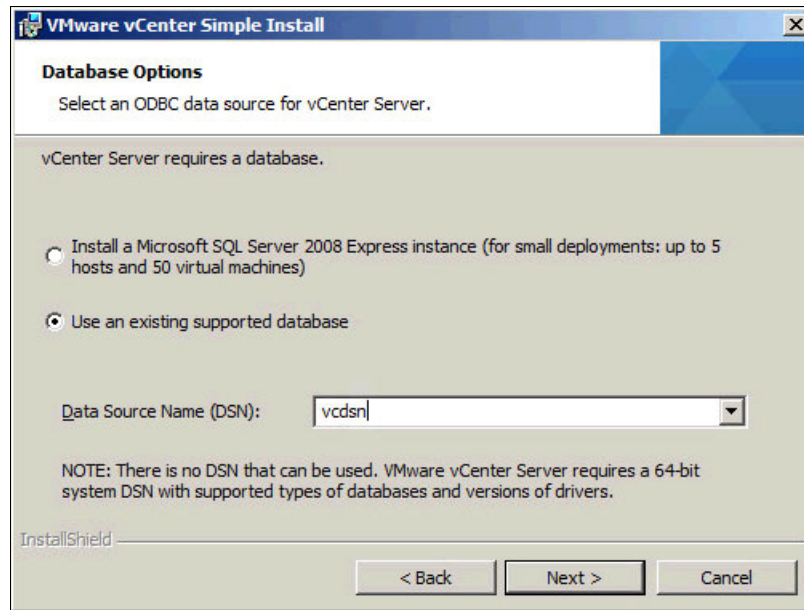 VMware vCenter Simple Install
Database Options
Select an ODBC data source for vCenter Server.
vCenter Server requires a database.
Install a Microsoft SQL Server 2008 Express instance (for small deployments: up to 5
hosts and 50 virtual machines)
Use an existing supported database
Data Source Name (DSN):
vcdsn
NOTE: There is no DSN that can be used. VMware vCenter Server requires a 64-bit
system DSN with supported types of databases and versions of drivers.
InstallShield
< Back
Next >
Cancel